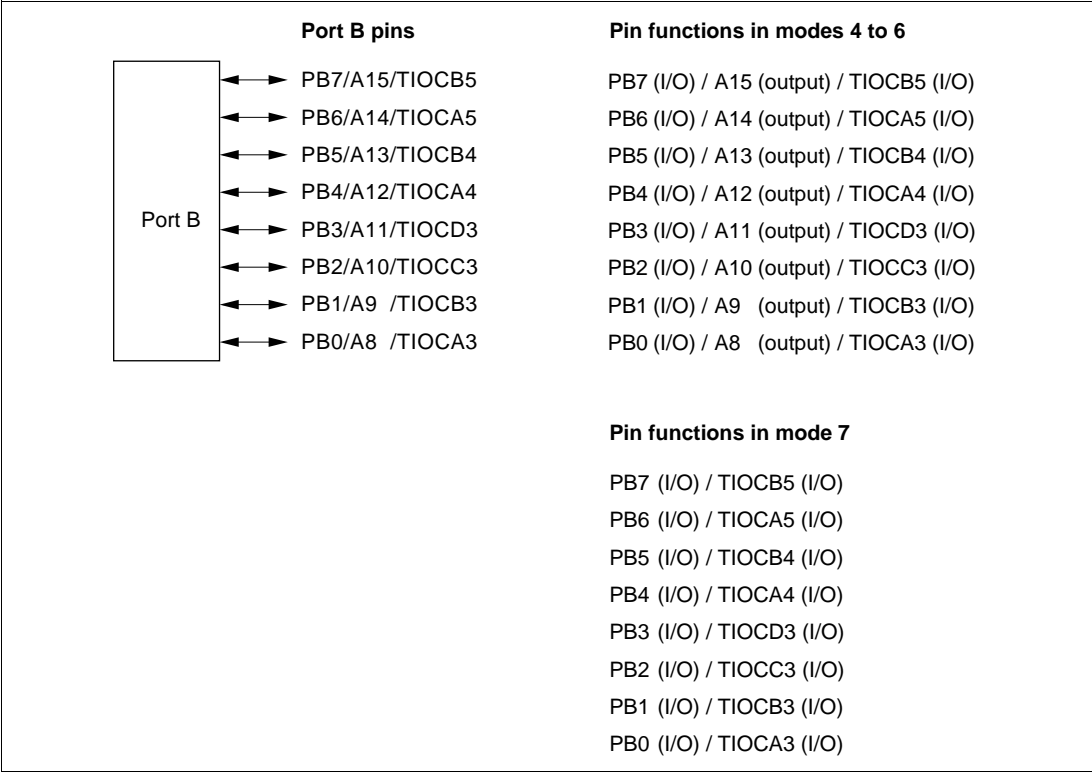 Port B pins
Pin functions in modes 4 to 6
Port B
PB7/A15/TIOCB5
PB7 (I/O) / A15 (output) / TIOCB5 (I/O)
PB6/A14/TIOCA5
PB6 (I/O) / A14 (output) / TIOCA5 (I/O)
PB5/A13/TIOCB4
PB5 (I/O) / A13 (output) / TIOCB4 (I/O)
PB4/A12/TIOCA4
PB4 (I/O) / A12 (output) / TIOCA4 (I/O)
PB3/A11/TIOCD3
PB3 (I/O) / A11 (output) / TIOCD3 (I/O)
PB2/A10/TIOCC3
PB2 (I/O) / A10 (output) / TIOCC3 (I/O)
PB1/A9 /TIOCB3
PB1 (I/O) / A9 (output) / TIOCB3 (I/O)
PB0/A8 /TIOCA3
PB0 (I/O) / A8 (output) / TIOCA3 (I/O)
Pin functions in mode 7
PB7 (I/O) / TIOCB5 (I/O)
PB6 (I/O) / TIOCA5 (I/O)
PB5 (I/O) / TIOCB4 (I/O)
PB4 (I/O) / TIOCA4 (I/O)
PB3 (I/O) / TIOCD3 (I/O)
PB2 (I/O) / TIOCC3 (I/O)
PB1 (I/O) / TIOCB3 (I/O)
PB0 (I/O) / TIOCA3 (I/O)